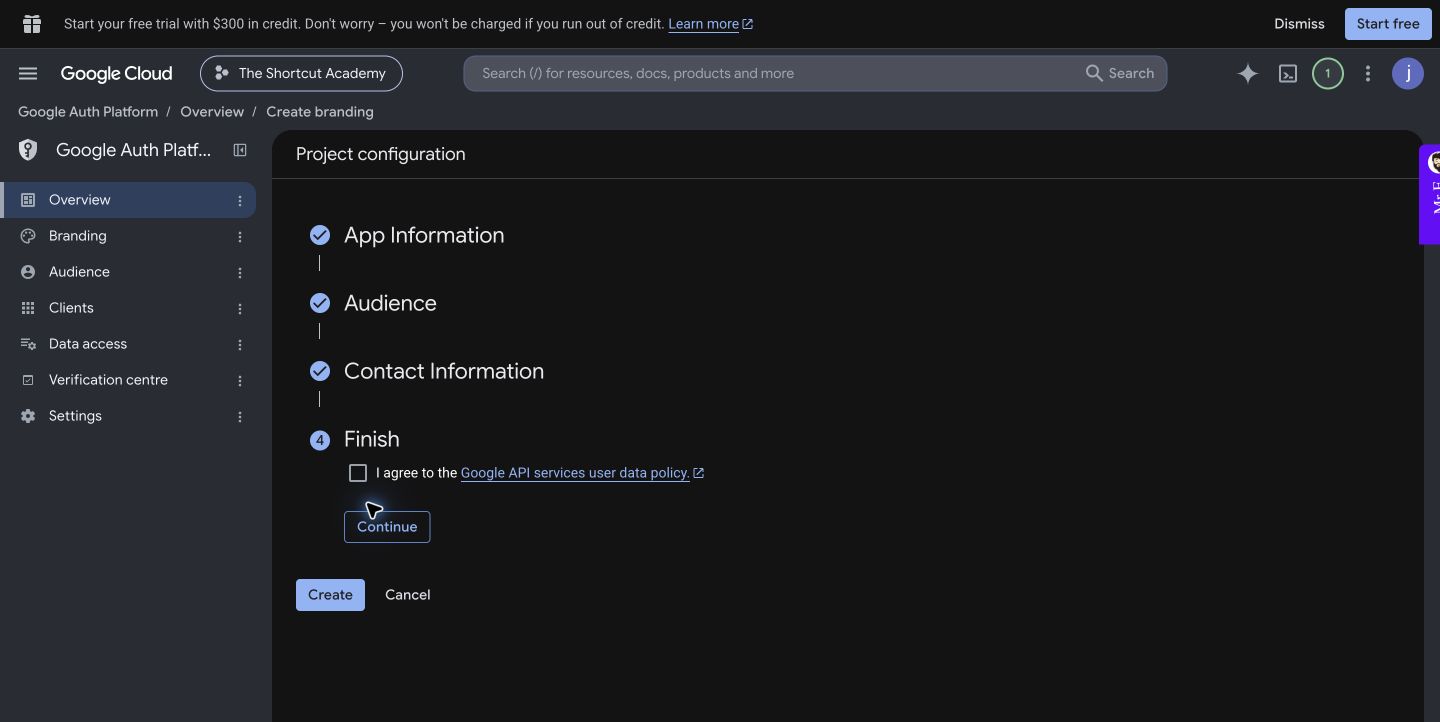 Start your free trial with $300 in credit. Don't worry – you won't be charged if you run out of credit. Learn more
Dismiss
Start free
Google Cloud
The Shortcut Academy
Search (/) for resources, docs, products and more
Search
1
j
Google Auth Platform / Overview / Create branding
Google Auth Platf...
Overview
Branding
Audience
Clients
Data access
Verification centre
Settings
Project configuration
App Information
Audience
Contact Information
4 Finish
I agree to the Google API services user data policy.
Continue
Create
Cancel